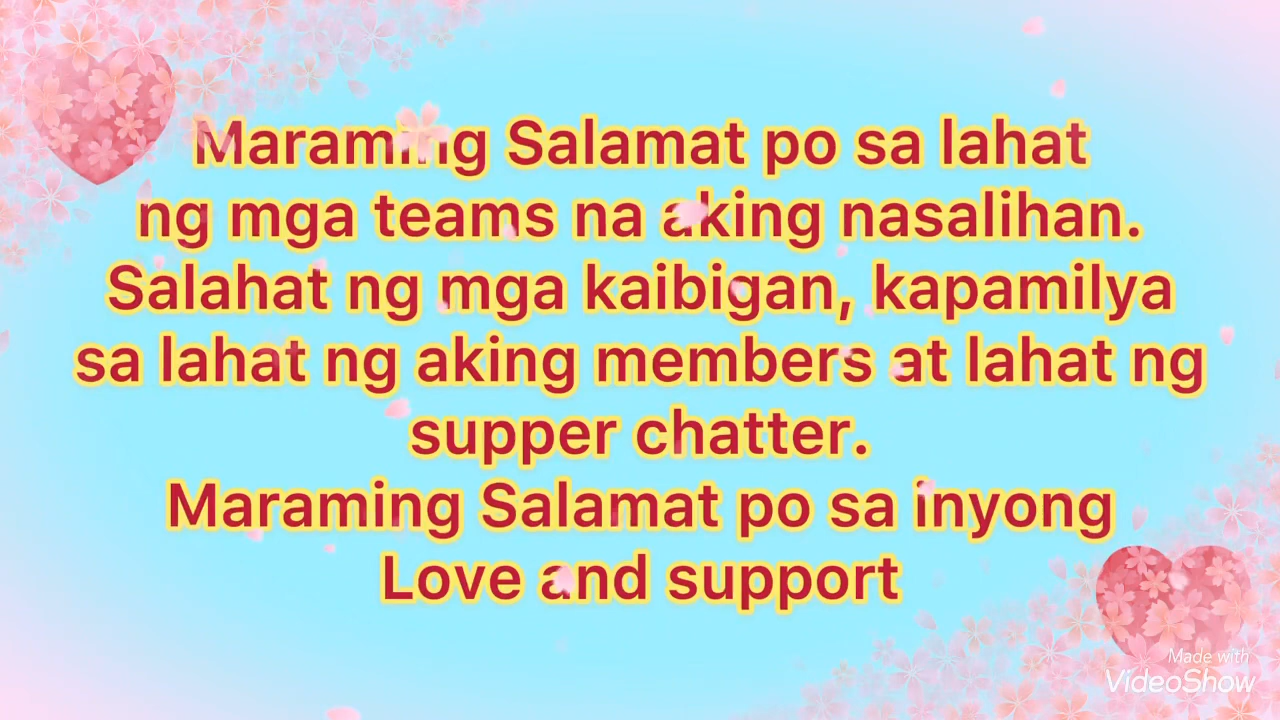 Maraming Salamat po sa lahat
ng mga teams na aking nasalihan.
Salahat ng mga kaibigan, kapamilya
sa lahat ng aking members at lahat ng
supper chatter.
Maraming Salamat po sa inyong
Love and support
Made with
VideoShow